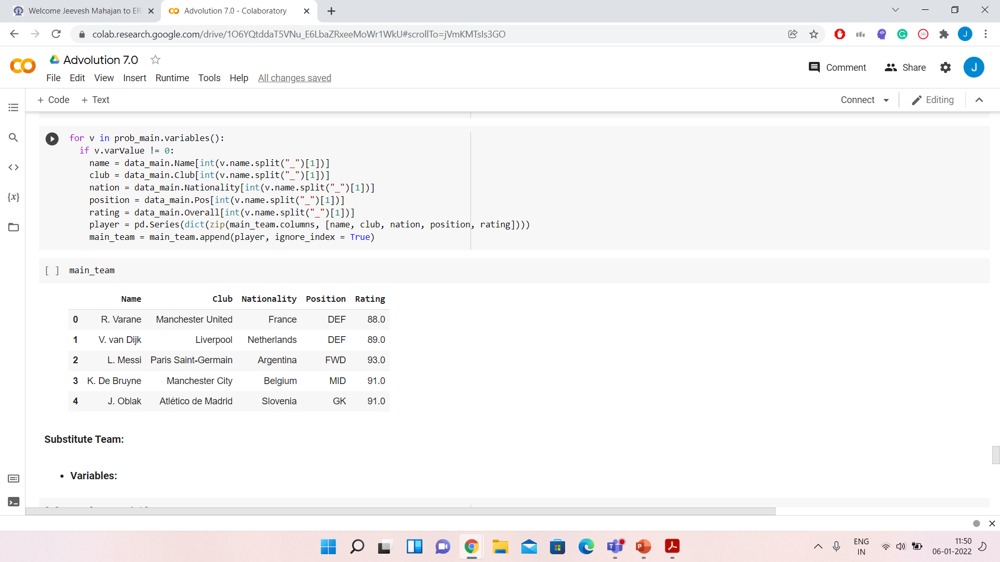 Welcome Jeevesh Mahajan to ER
Advolution 7.0 - Colaboratory
colab.research.google.com/drive/1O6YQtddaT5VNu_E6LbaZRxeeMoWr1WkU#scrollTo=jVmKMTsIs3GO
J
Advolution 7.0
Comment
Share
J
File Edit View Insert Runtime Tools Help All changes saved
+ Code + Text
Connect
Editing
for v in prob_main.variables():
if v.varValue != 0:
name = data_main.Name[int(v.name.split("_")[1])]
club = data_main.Club[int(v.name.split("_")[1])]
nation = data_main.Nationality[int(v.name.split("_")[1])]
position = data_main.Pos[int(v.name.split("_")[1])]
rating = data_main.Overall[int(v.name.split("_")[1])]
player = pd.Series(dict(zip(main_team.columns, [name, club, nation, position, rating])))
main_team = main_team.append(player, ignore_index = True)
[ ] main_team
Name Club Nationality Position Rating
0 R. Varane Manchester United France DEF 88.0
1 V. van Dijk Liverpool Netherlands DEF 89.0
2 L. Messi Paris Saint-Germain Argentina FWD 93.0
3 K. De Bruyne Manchester City Belgium MID 91.0
4 J. Oblak Atlético de Madrid Slovenia GK 91.0
Substitute Team:
• Variables:
ENG
IN
11:50
06-01-2022